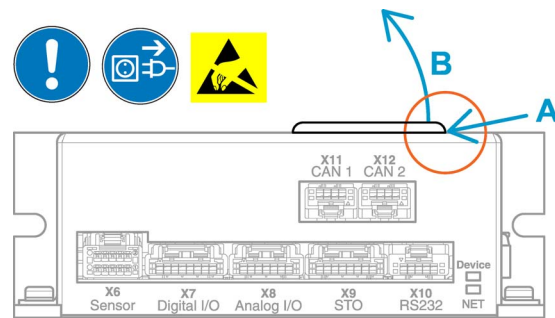 B
A
X11 X12
CAN 1 CAN 2
Device
X6 X7 X8 X9 X10
Sensor Digital I/O Analog I/O STO RS232 NET